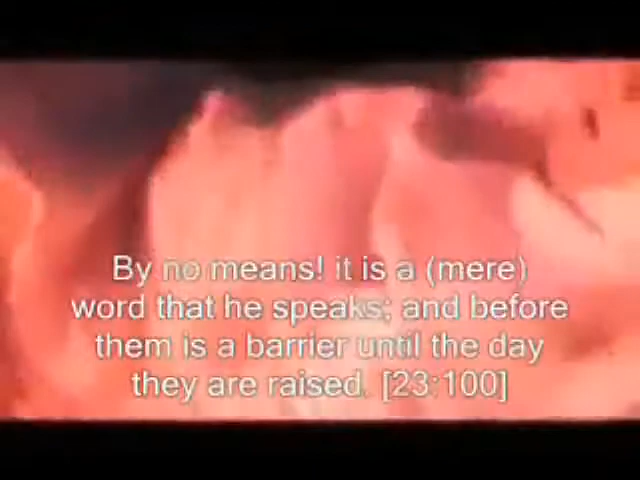 By no means! it is a (mere)
word that he speaks; and before
them is a barrier until the day
they are raised. [23:100]